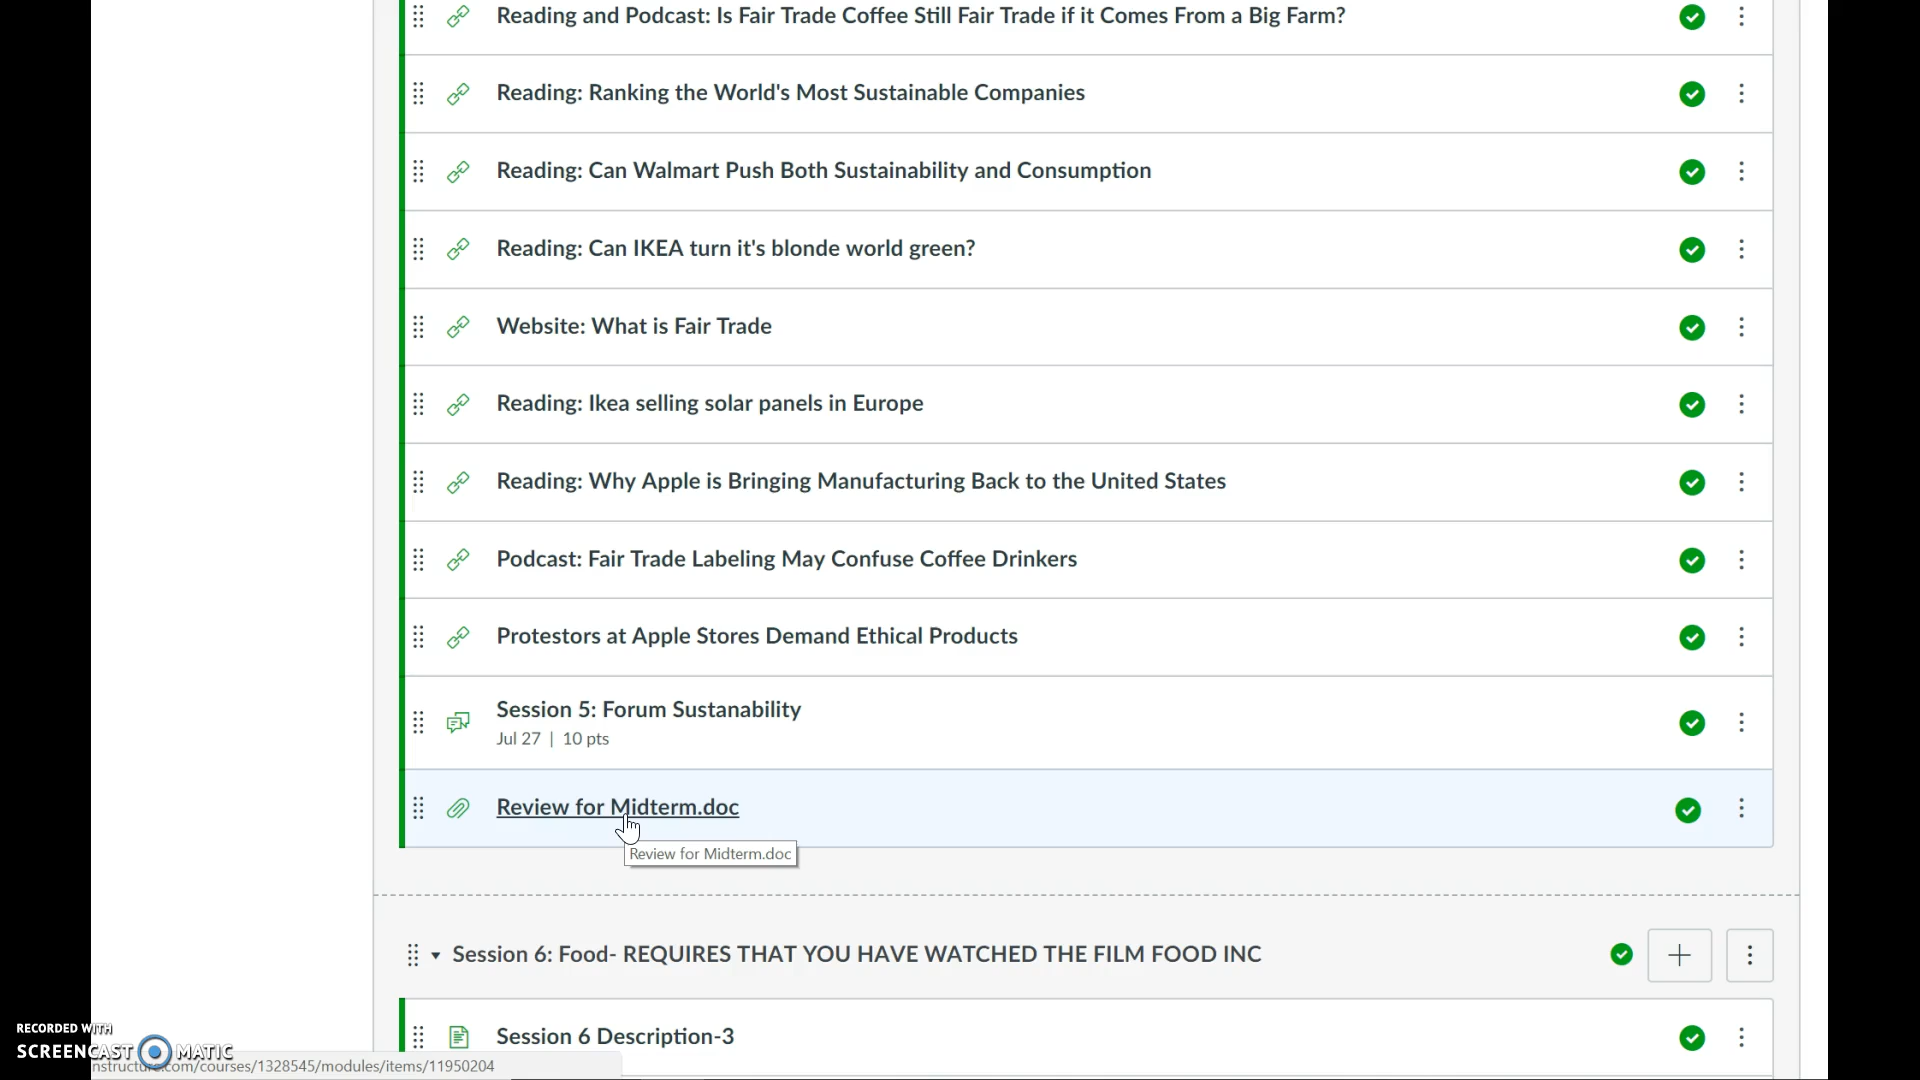 Reading and Podcast: Is Fair Trade Coffee Still Fair Trade if it Comes From a Big Farm?
Reading: Ranking the World's Most Sustainable Companies
Reading: Can Walmart Push Both Sustainability and Consumption
Reading: Can IKEA turn it's blonde world green?
Website: What is Fair Trade
Reading: Ikea selling solar panels in Europe
Reading: Why Apple is Bringing Manufacturing Back to the United States
Podcast: Fair Trade Labeling May Confuse Coffee Drinkers
Protestors at Apple Stores Demand Ethical Products
Session 5: Forum Sustanability
Jul 27 | 10 pts
Review for Midterm.doc
Review for Midterm.doc
Session 6: Food- REQUIRES THAT YOU HAVE WATCHED THE FILM FOOD INC
Session 6 Description-3
RECORDED WITH
SCREENCAST MATIC
nstructure.com/courses/1328545/modules/items/11950204